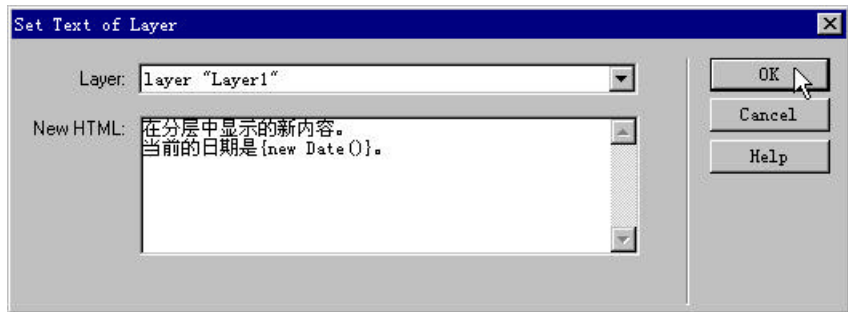 Set Text of Layer
Layer: layer "Layer1"
OK
New HTML: 在分层中显示的新内容。
当前的日期是{new Date()}。
Cancel
Help